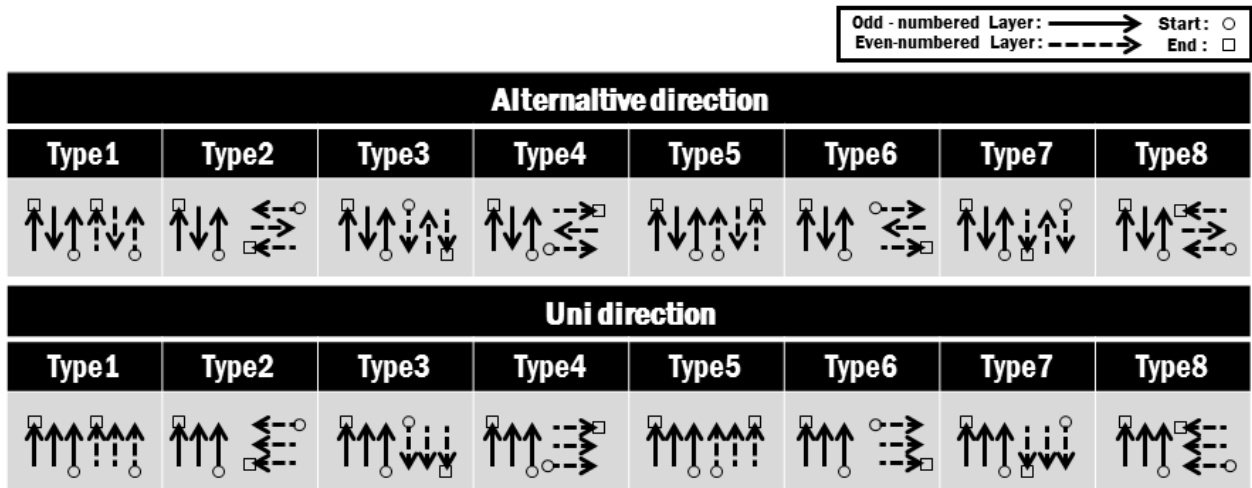 Odd - numbered Layer: Start:
Even-numbered Layer: End:
Alternaltive direction
Type1 Type2 Type3 Type4 Type5 Type6 Type7 Type8
Uni direction
Type1 Type2 Type3 Type4 Type5 Type6 Type7 Type8